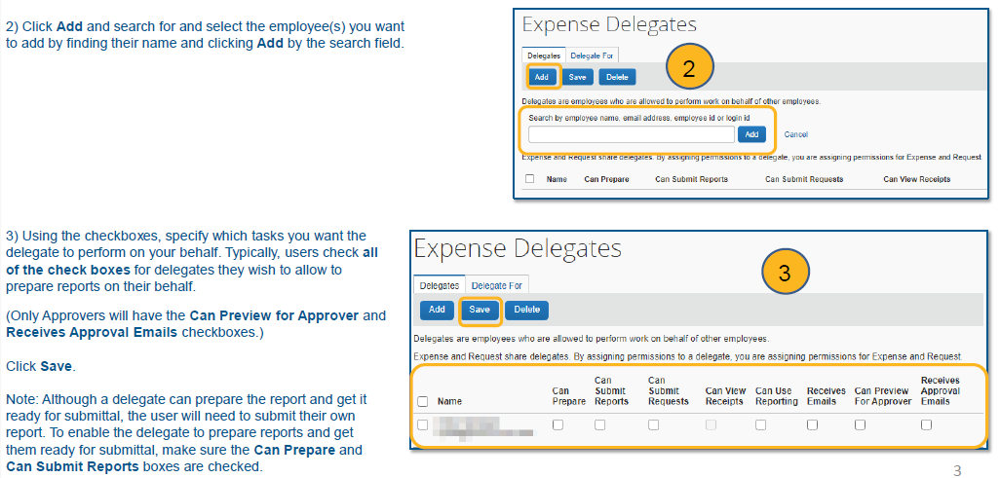 2) Click Add and search for and select the employee(s) you want
to add by finding their name and clicking Add by the search field.
Expense Delegates
Delegates Delegate For
2
Add Save Delete
Delegates are employees who are allowed to perform work on behalf of other employees.
Search by employee name, email address, employee id or login id
Add Cancel
Expense and Request share delegates. By assigning permissions to a delegate, you are assigning permissions for Expense and Request.
Name Can Prepare Can Submit Reports Can Submit Requests Can View Receipts
3) Using the checkboxes, specify which tasks you want the
delegate to perform on your behalf. Typically, users check all
of the check boxes for delegates they wish to allow to
prepare reports on their behalf.
(Only Approvers will have the Can Preview for Approver and
Receives Approval Emails checkboxes.)
Click Save.
Note: Although a delegate can prepare the report and get it
ready for submittal, the user will need to submit their own
report. To enable the delegate to prepare reports and get
them ready for submittal, make sure the Can Prepare and
Can Submit Reports boxes are checked.
Expense Delegates
3
Delegates Delegate For
Add Save Delete
Delegates are employees who are allowed to perform work on behalf of other employees.
Expense and Request share delegates. By assigning permissions to a delegate, you are assigning permissions for Expense and Request.
Name
Can
Prepare
Can
Submit
Reports
Can
Submit
Requests
Can View
Receipts
Can Use
Reporting
Receives
Emails
Can Preview
For Approver
Receives
Approval
Emails
3